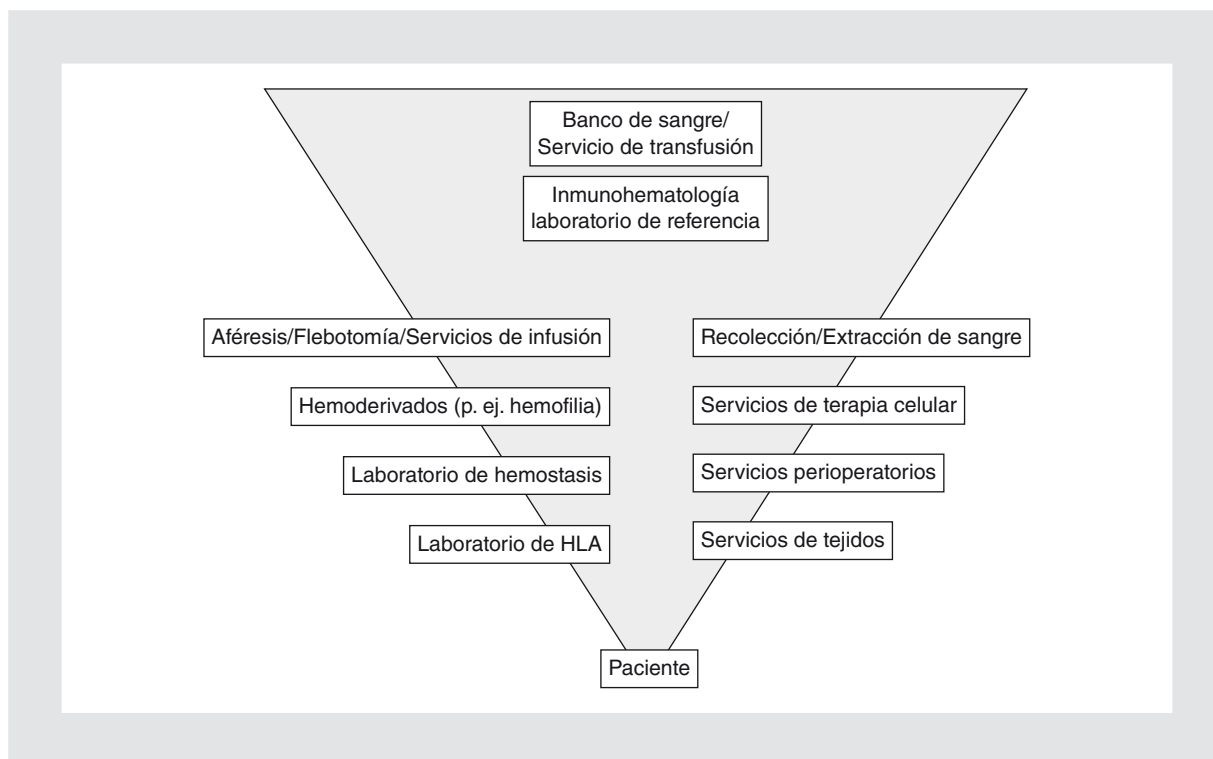 Banco de sangre/
Servicio de transfusión
Inmunohematología
laboratorio de referencia
Aféresis/Flebotomía/Servicios de infusión
Recolección/Extracción de sangre
Hemoderivados (p. ej. hemofilia)
Servicios de terapia celular
Laboratorio de hemostasis
Servicios perioperatorios
Laboratorio de HLA
Servicios de tejidos
Paciente